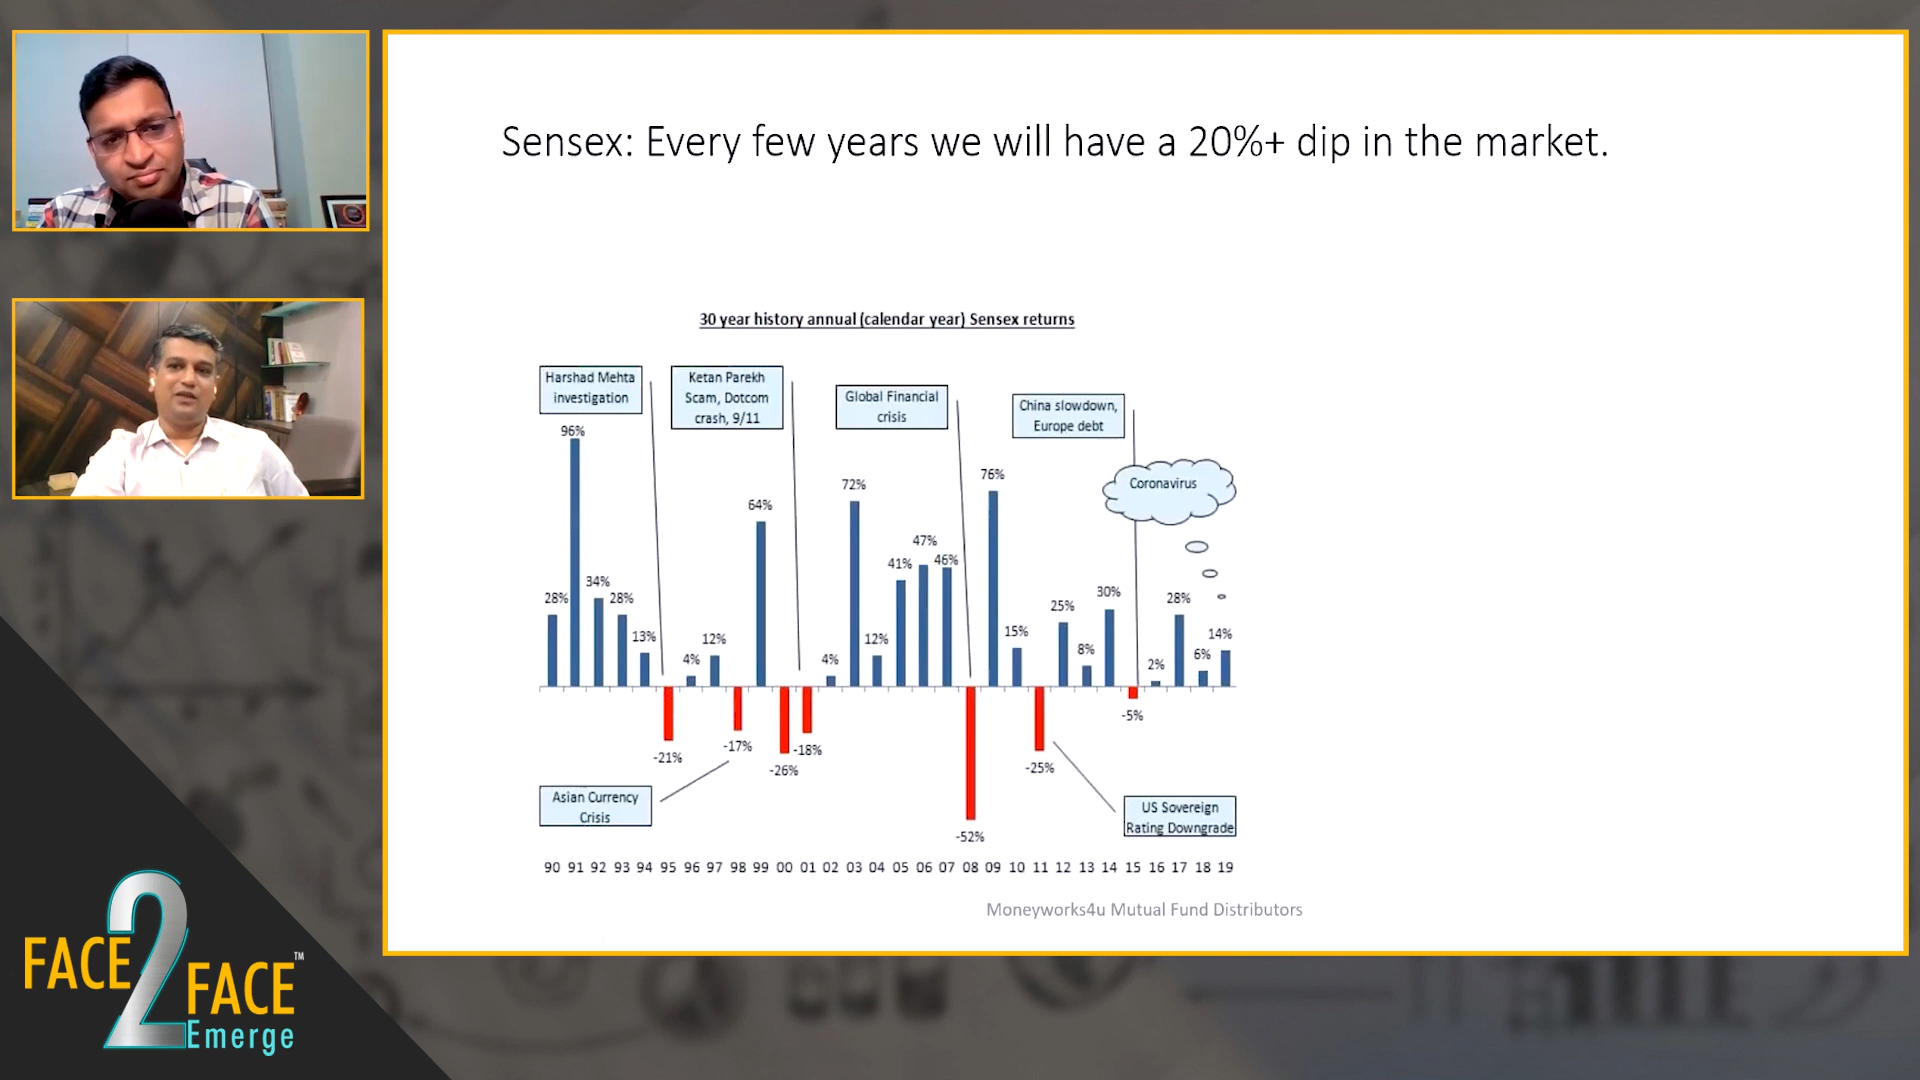 Sensex: Every few years we will have a 20%+ dip in the market.
30 year history annual (calendar year) Sensex returns
Harshad Mehta
investigation
Ketan Parekh
Scam, Dotcom
crash, 9/11
Global Financial
crisis
China slowdown,
Europe debt
Coronavirus
28%
96%
34%
28%
13%
-21%
4%
12%
-17%
64%
-26%
-18%
4%
72%
12%
41%
47%
46%
-52%
76%
15%
-25%
25%
8%
30%
-5%
2%
28%
6%
14%
Asian Currency
Crisis
US Sovereign
Rating Downgrade
90 91 92 93 94 95 96 97 98 99 00 01 02 03 04 05 06 07 08 09 10 11 12 13 14 15 16 17 18 19
Moneyworks4u Mutual Fund Distributors
FACE 2 FACE™
Emerge